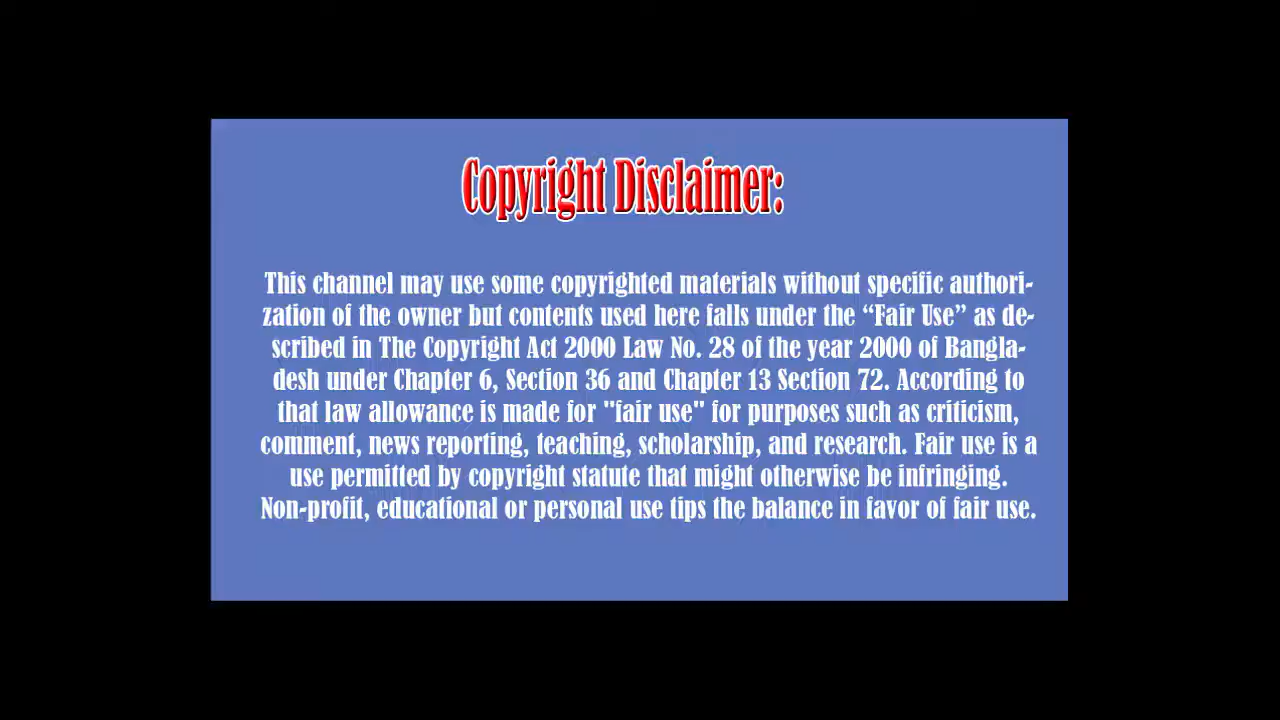 Copyright Disclaimer:
This channel may use some copyrighted materials without specific authori-
zation of the owner but contents used here falls under the “Fair Use” as de-
scribed in The Copyright Act 2000 Law No. 28 of the year 2000 of Bangla-
desh under Chapter 6, Section 36 and Chapter 13 Section 72. According to
that law allowance is made for "fair use" for purposes such as criticism,
comment, news reporting, teaching, scholarship, and research. Fair use is a
use permitted by copyright statute that might otherwise be infringing.
Non-profit, educational or personal use tips the balance in favor of fair use.